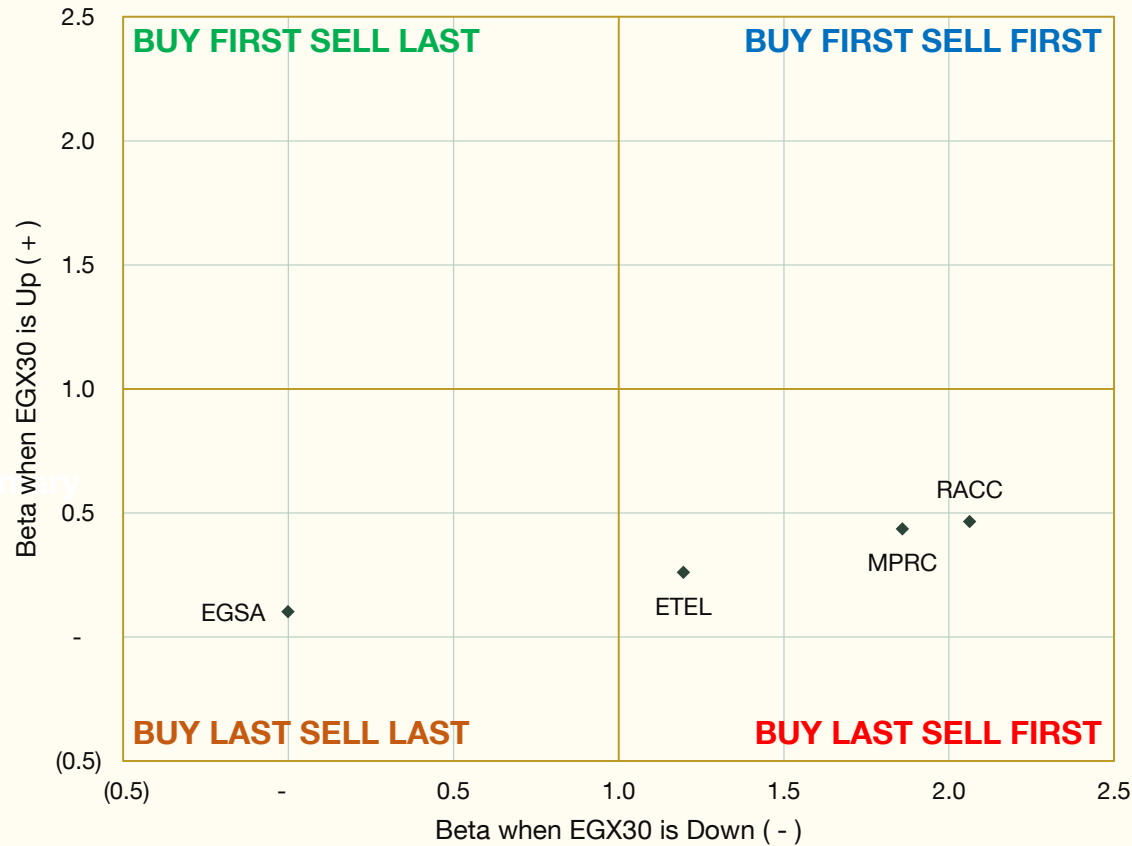 2.5
BUY FIRST SELL LAST
BUY FIRST SELL FIRST
2.0
1.5
1.0
0.5
-
(0.5)
Beta when EGX30 is Up ( + )
RACC
MPRC
ETEL
EGSA
BUY LAST SELL LAST
BUY LAST SELL FIRST
(0.5)
-
0.5
1.0
1.5
2.0
2.5
Beta when EGX30 is Down ( - )